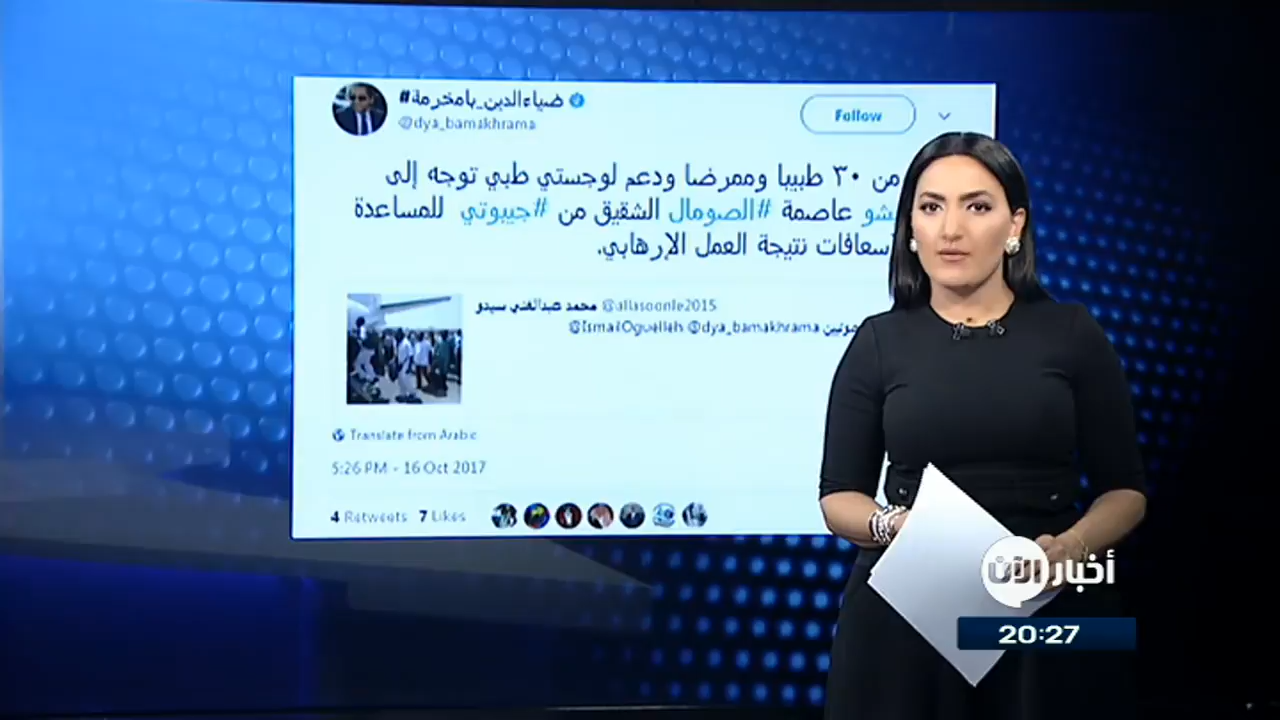 #ضياءالدين_بامخرمة
@dya_bamakhrama
Follow
من ٣٠ طبيبا وممرضا ودعم لوجستي طبي توجه إلى
عاصمة #الصومال الشقيق من #جيبوتي للمساعدة
نتيجة العمل الإرهابي.
محمد عبدالغني سيدو @allasoonle2015
@IsmailOguelleh @dya_bamakhrama
Translate from Arabic
5:26 PM - 16 Oct 2017
4 Retweets 7 Likes
أخبار الآن
20:27